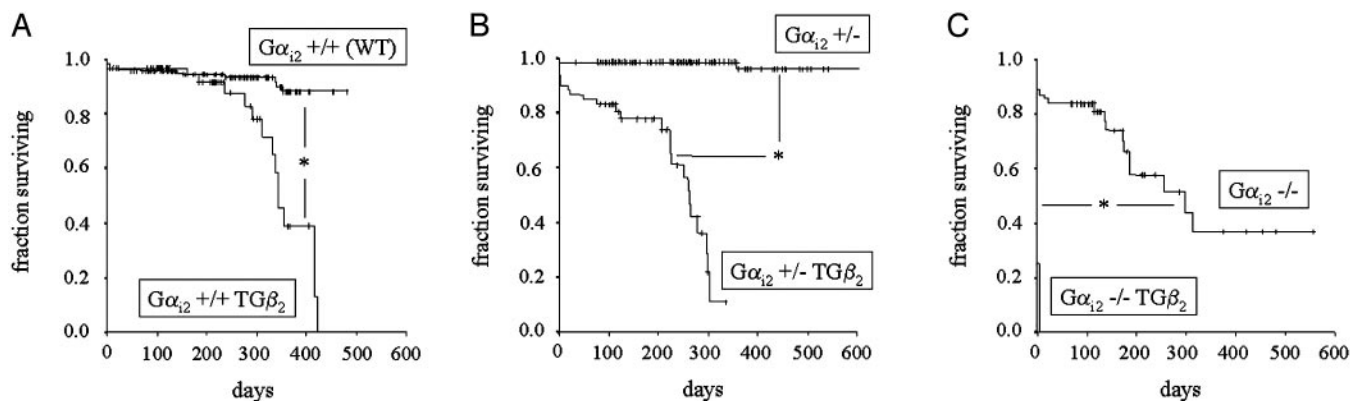 A
Gαi2 +/+ (WT)
1.0
0.8
0.6
0.4
0.2
0.0
fraction surviving
*
Gαi2 +/+ TGβ2
0 100 200 300 400 500 600
days
B
Gαi2 +/-
1.0
0.8
0.6
0.4
0.2
0.0
fraction surviving
*
Gαi2 +/- TGβ2
0 100 200 300 400 500 600
days
C
1.0
0.8
0.6
0.4
0.2
0.0
fraction surviving
Gαi2 -/-
*
Gαi2 -/- TGβ2
0 100 200 300 400 500 600
days